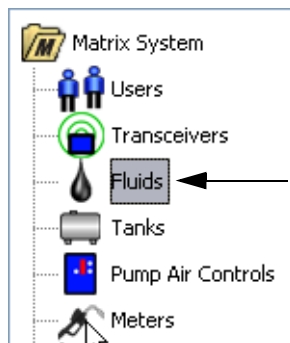 Matrix System
Users
Transceivers
Fluids
Tanks
Pump Air Controls
Meters